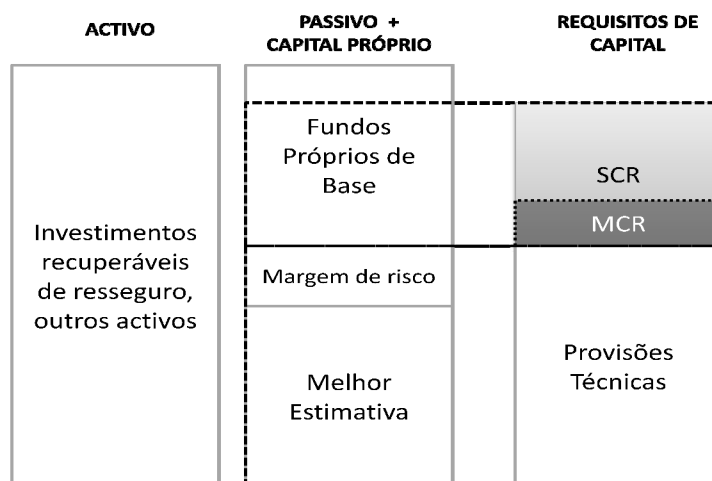 ACTIVO
PASSIVO +
CAPITAL PRÓPRIO
REQUISITOS DE
CAPITAL
Fundos
Próprios de
Base
SCR
MCR
Investimentos
recuperáveis
de resseguro,
outros activos
Margem de risco
Melhor
Estimativa
Provisões
Técnicas